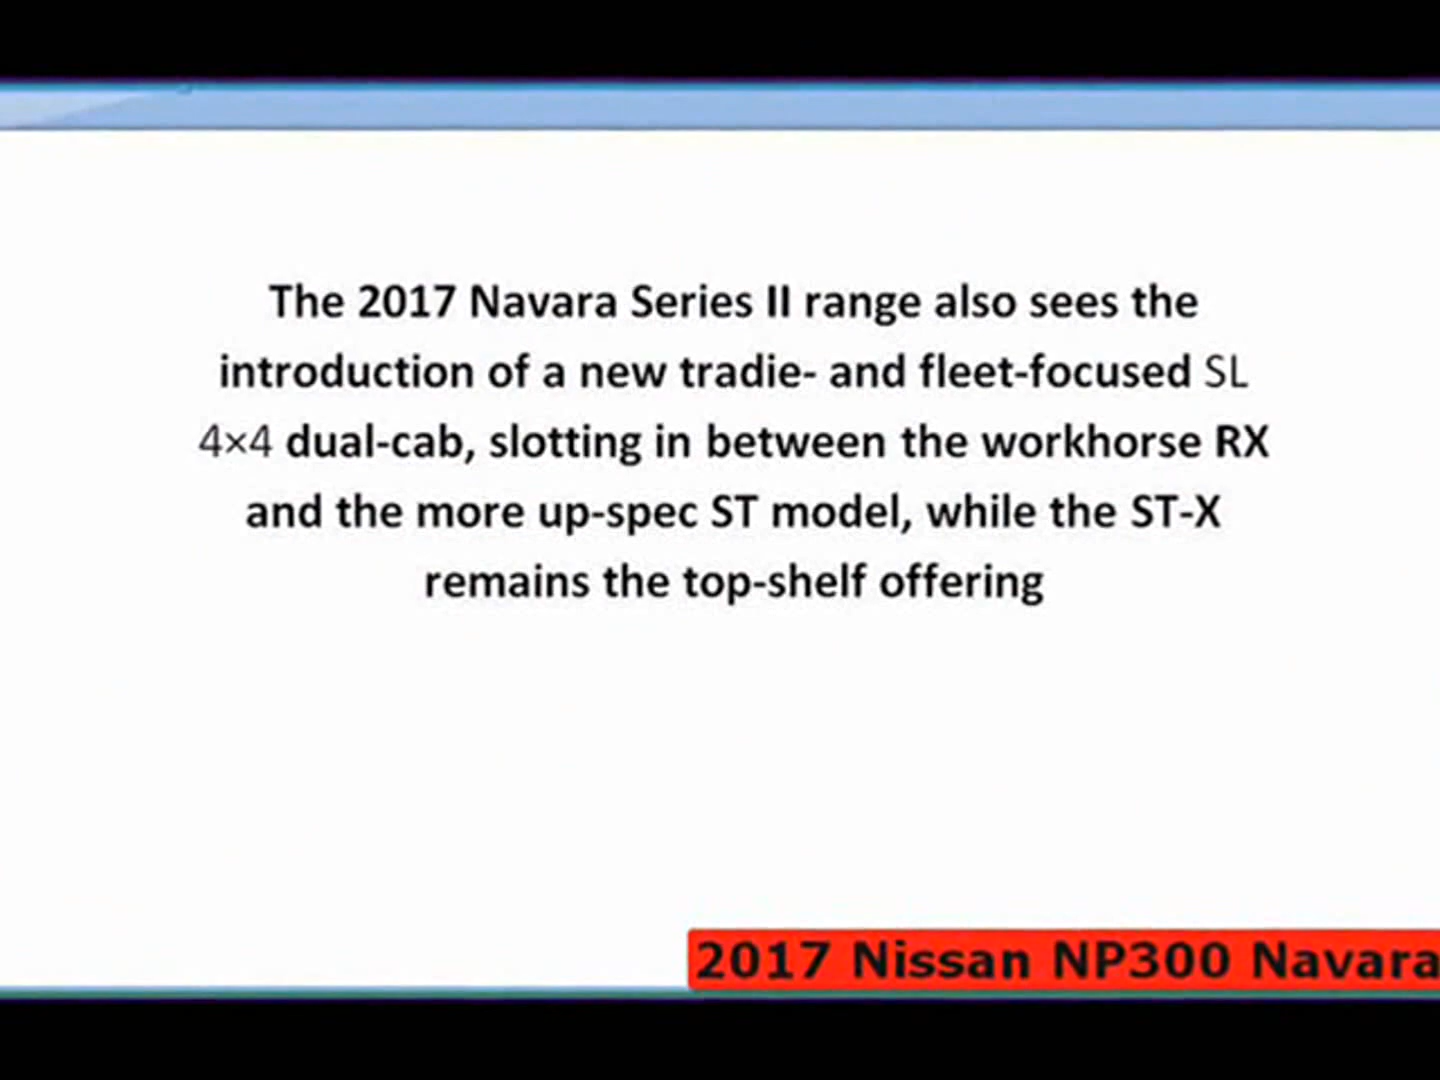 The 2017 Navara Series II range also sees the
introduction of a new tradie- and fleet-focused SL
4×4 dual-cab, slotting in between the workhorse RX
and the more up-spec ST model, while the ST-X
remains the top-shelf offering
2017 Nissan NP300 Navara